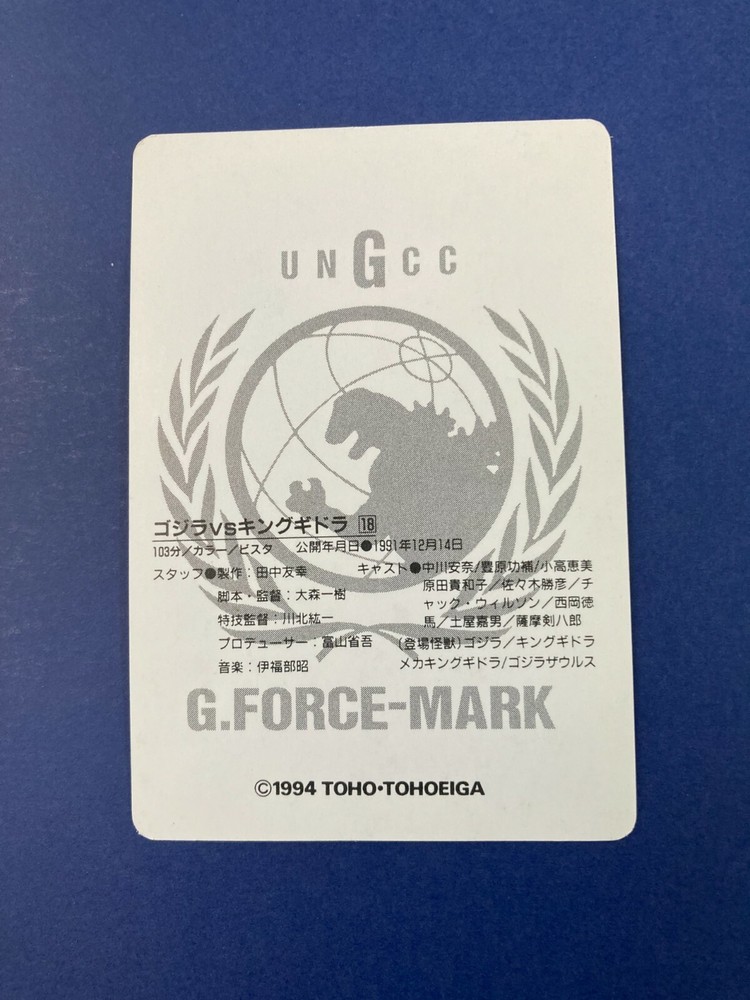 UNGCC
ゴジラvsキングギドラ 18
103分/カラー/ビスタ 公開年月日●1991年12月14日
スタッフ●製作:田中友幸
脚本・監督:大森一樹
特技監督:川北紘一
プロデューサー:富山省吾
音楽:伊福部昭
キャスト●中川安奈/豊原功補/小高恵美
原田貴和子/佐々木勝彦/チ
ャック・ウィルソン/西岡徳
馬/土屋嘉男/薩摩剣八郎
(登場怪獣)ゴジラ/キングギドラ
メカキングギドラ/ゴジラザウルス
G.FORCE-MARK
©1994 TOHO•TOHOEIGA